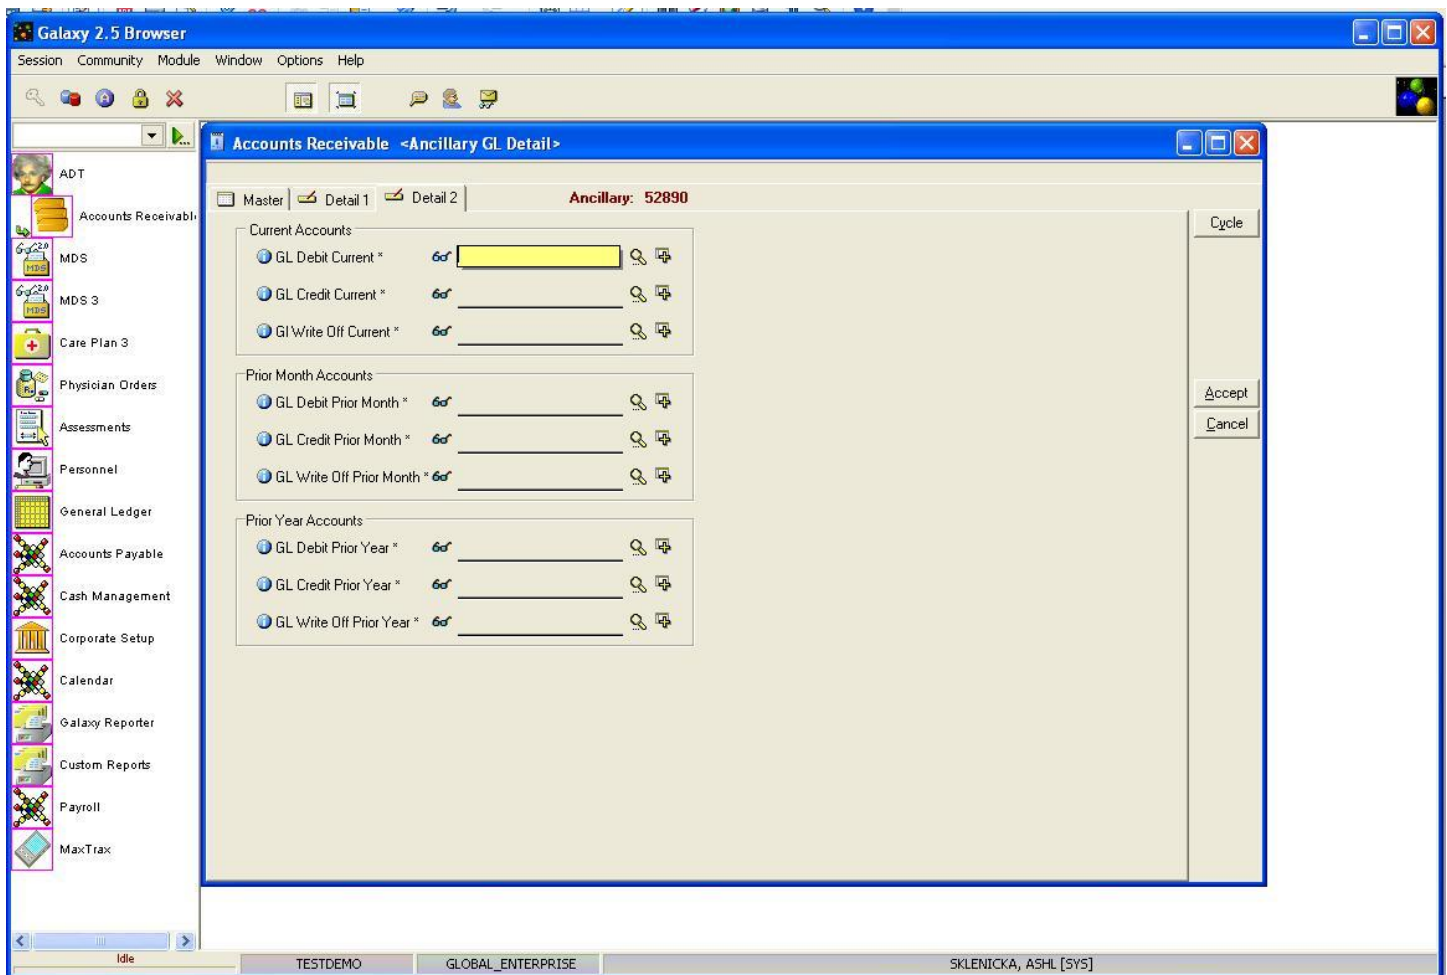 Galaxy 2.5 Browser
Session Community Module Window Options Help
Accounts Receivable <Ancillary GL Detail>
Master Detail 1 Detail 2 Ancillary: 52890
Cycle
Accept
Cancel
Current Accounts
GL Debit Current *
GL Credit Current *
Gl Write Off Current *
Prior Month Accounts
GL Debit Prior Month *
GL Credit Prior Month *
GL Write Off Prior Month *
Prior Year Accounts
GL Debit Prior Year *
GL Credit Prior Year *
GL Write Off Prior Year *
ADT
Accounts Receivabl
MDS
MDS 3
Care Plan 3
Physician Orders
Assessments
Personnel
General Ledger
Accounts Payable
Cash Management
Corporate Setup
Calendar
Galaxy Reporter
Custom Reports
Payroll
MaxTrax
Idle TESTDEMO GLOBAL_ENTERPRISE SKLENICKA, ASHL [SYS]